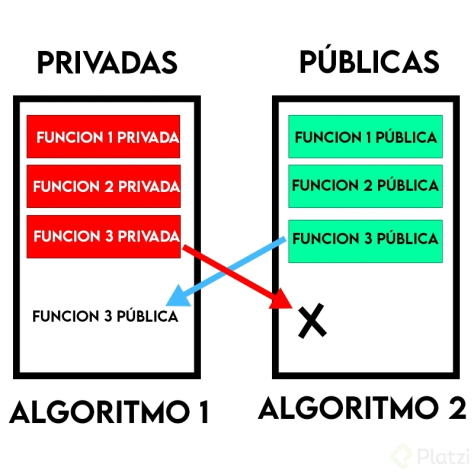 PRIVADAS
PÚBLICAS
FUNCION 1 PRIVADA
FUNCION 2 PRIVADA
FUNCION 3 PRIVADA
FUNCION 3 PÚBLICA
FUNCION 1 PÚBLICA
FUNCION 2 PÚBLICA
FUNCION 3 PÚBLICA
X
ALGORITMO 1
ALGORITMO 2
Platzi